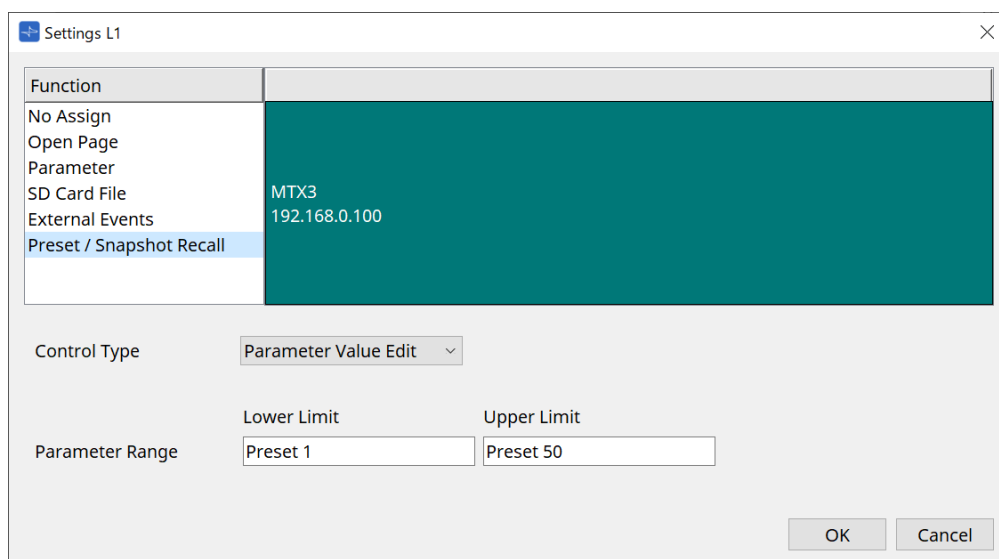 Settings L1
Function
No Assign
Open Page
Parameter
SD Card File
External Events
Preset / Snapshot Recall
MTX3
192.168.0.100
Control Type
Parameter Value Edit
Lower Limit Upper Limit
Parameter Range Preset 1 Preset 50
OK Cancel